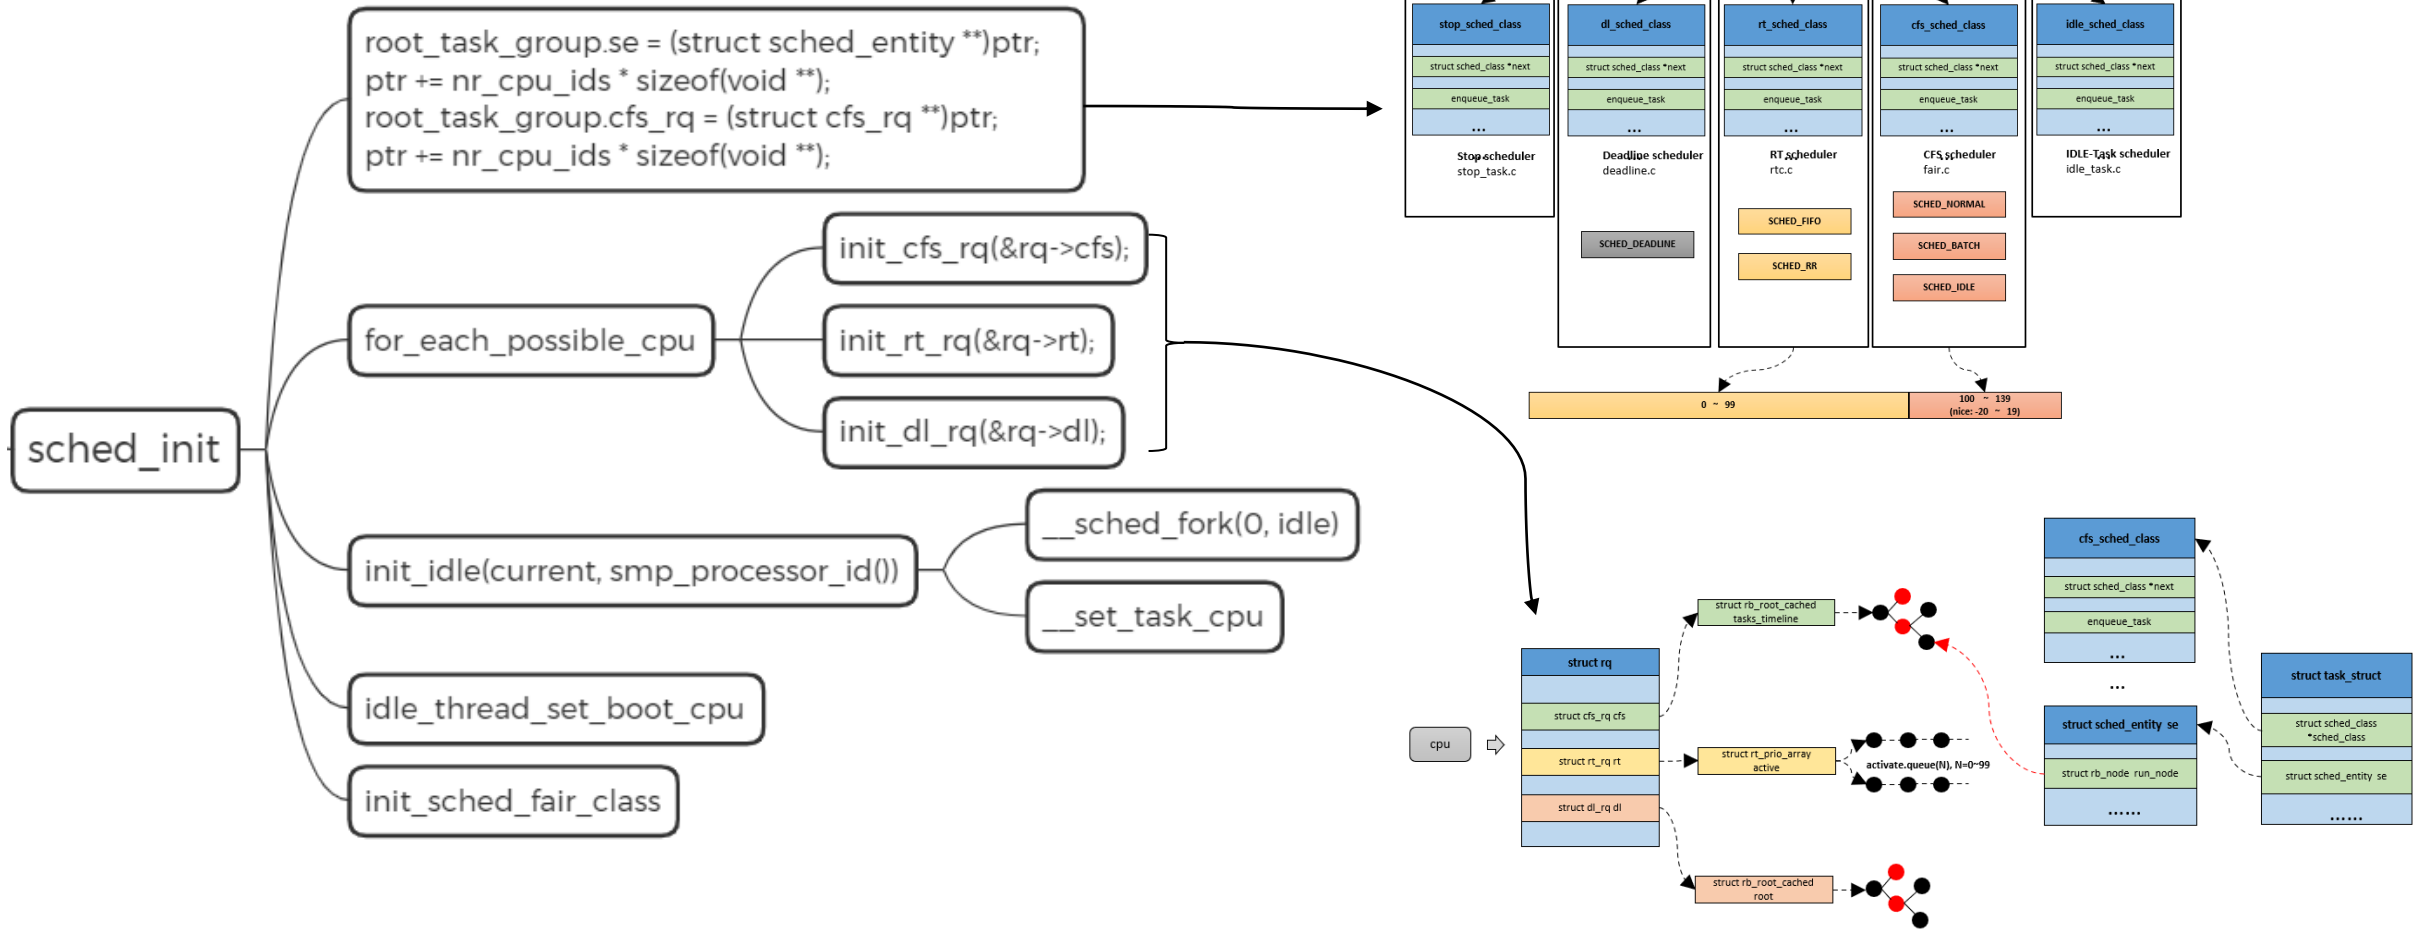 root_task_group.se = (struct sched_entity **)ptr;
ptr += nr_cpu_ids * sizeof(void **);
root_task_group.cfs_rq = (struct cfs_rq **)ptr;
ptr += nr_cpu_ids * sizeof(void **);
init_cfs_rq(&rq->cfs);
for_each_possible_cpu
init_rt_rq(&rq->rt);
init_dl_rq(&rq->dl);
sched_init
__sched_fork(0, idle)
init_idle(current, smp_processor_id())
__set_task_cpu
idle_thread_set_boot_cpu
init_sched_fair_class
stop_sched_class
struct sched_class *next
enqueue_task
...
Stop scheduler
stop_task.c
dl_sched_class
struct sched_class *next
enqueue_task
...
Deadline scheduler
deadline.c
SCHED_DEADLINE
rt_sched_class
struct sched_class *next
enqueue_task
...
RT scheduler
rtc.c
SCHED_FIFO
SCHED_RR
cfs_sched_class
struct sched_class *next
enqueue_task
...
CFS scheduler
fair.c
SCHED_NORMAL
SCHED_BATCH
SCHED_IDLE
idle_sched_class
struct sched_class *next
enqueue_task
...
IDLE-Task scheduler
idle_task.c
0 ~ 99
100 ~ 139
(nice: -20 ~ 19)
cpu
struct rq
struct cfs_rq cfs
struct rt_rq rt
struct dl_rq dl
struct rb_root_cached
tasks_timeline
struct rt_prio_array
active
activate.queue(N), N=0~99
struct rb_root_cached
root
cfs_sched_class
struct sched_class *next
enqueue_task
...
...
struct sched_entity se
struct rb_node run_node
......
struct task_struct
struct sched_class
*sched_class
struct sched_entity se
......